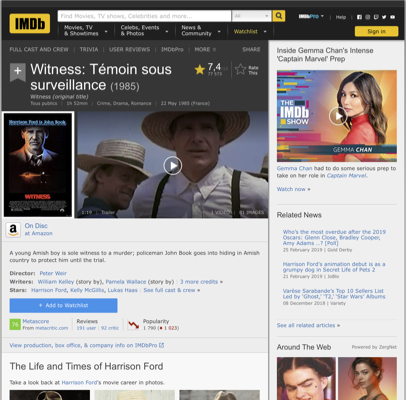 IMDb
Find Movies, TV shows, Celebrities and more...
All
IMDbPro
Help
Movies, TV
& Showtimes
Celebs, Events
& Photos
News &
Community
Watchlist
Sign in
FULL CAST AND CREW | TRIVIA | USER REVIEWS | IMDbPro | MORE
SHARE
Witness: Témoin sous
surveillance (1985)
Witness (original title)
Tous publics | 1h 52min | Crime, Drama, Romance | 22 May 1985 (France)
7,4
Rate
This
Harrison Ford is John Book.
WITNESS
1:19 | Trailer
1 VIDEO
81 IMAGES
On Disc
at Amazon
A young Amish boy is sole witness to a murder; policeman John Book goes into hiding in Amish
country to protect him until the trial.
Director: Peter Weir
Writers: William Kelley (story by), Pamela Wallace (story by) | 3 more credits »
Stars: Harrison Ford, Kelly McGillis, Lukas Haas | See full cast & crew »
+ Add to Watchlist
Metascore
From metacritic.com
Reviews
191 user | 92 critic
Popularity
1 790 ( 1 023)
View production, box office, & company info on IMDbPro
The Life and Times of Harrison Ford
Take a look back at Harrison Ford's movie career in photos.
Inside Gemma Chan's Intense
'Captain Marvel' Prep
THE
IMDb
SHOW
GEMMA CHAN
Gemma Chan had to do some serious prep to
take on her role in Captain Marvel.
Watch now »
Related News
Who's the most overdue after the 2019
Oscars: Glenn Close, Bradley Cooper,
Amy Adams ..? [Poll]
25 February 2019 | Gold Derby
Harrison Ford's animation debut is as a
grumpy dog in Secret Life of Pets 2
21 February 2019 | JoBlo
Varèse Sarabande's Top 10 Sellers List
Led by 'Ghost,' 'T2,' 'Star Wars' Albums
08 December 2018 | Variety
See all related articles »
Around The Web | Powered by ZergNet